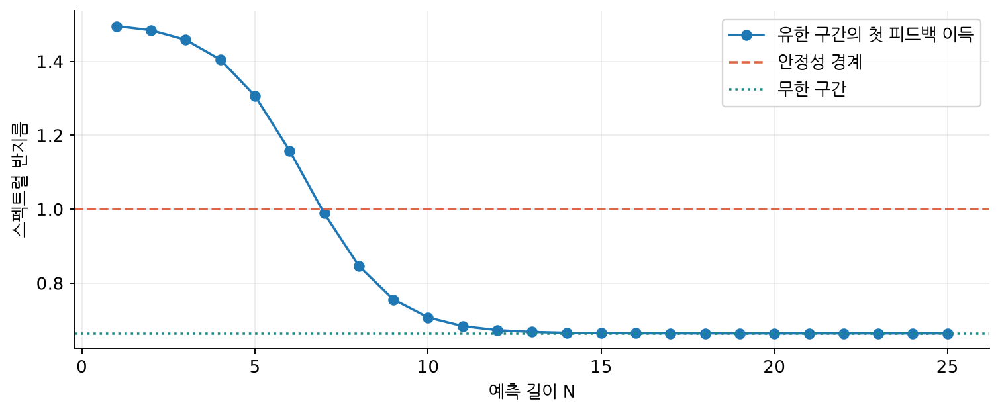 유한 구간의 첫 피드백 이득
안정성 경계
무한 구간
스펙트럴 반지름
1.4
1.2
1.0
0.8
0 5 10 15 20 25
예측 길이 N